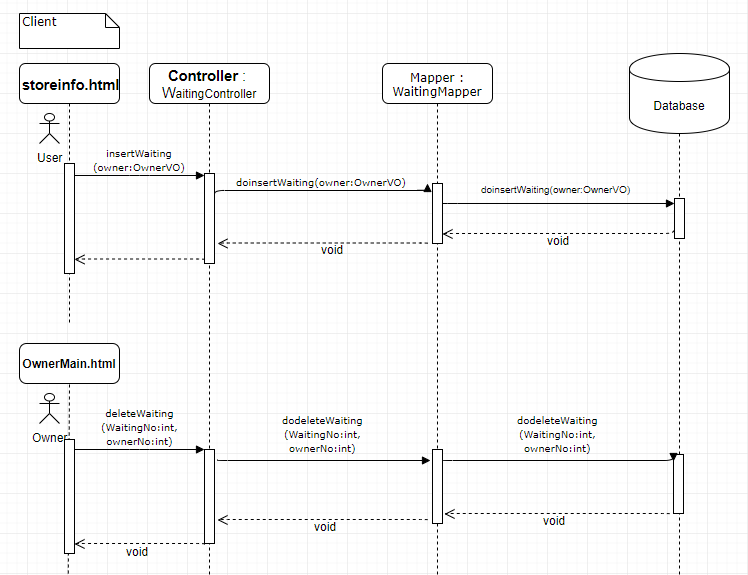 Client
storeinfo.html
Controller :
WaitingController
Mapper :
WaitingMapper
Database
User
insertWaiting
(owner:OwnerVO)
doinsertWaiting(owner:OwnerVO)
doinsertWaiting(owner:OwnerVO)
void
void
OwnerMain.html
Owner
deleteWaiting
(WaitingNo:int,
ownerNo:int)
dodeleteWaiting
(WaitingNo:int,
ownerNo:int)
dodeleteWaiting
(WaitingNo:int,
ownerNo:int)
void
void
void